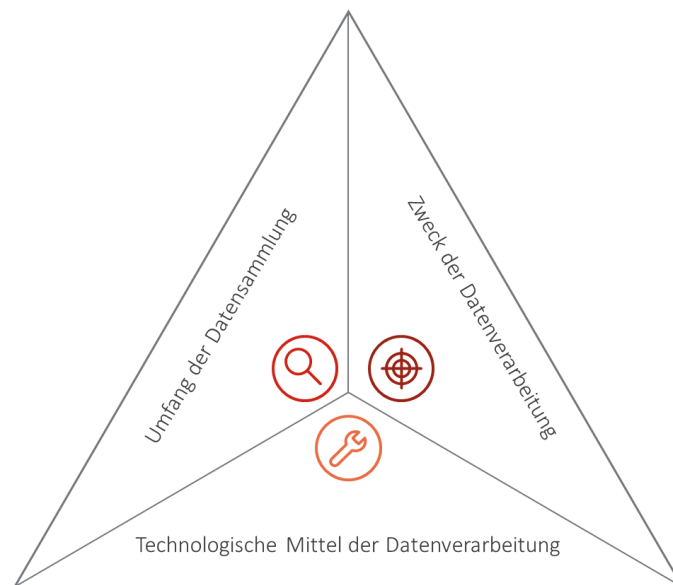 Umfang der Datensammlung
Zweck der Datenverarbeitung
Technologische Mittel der Datenverarbeitung